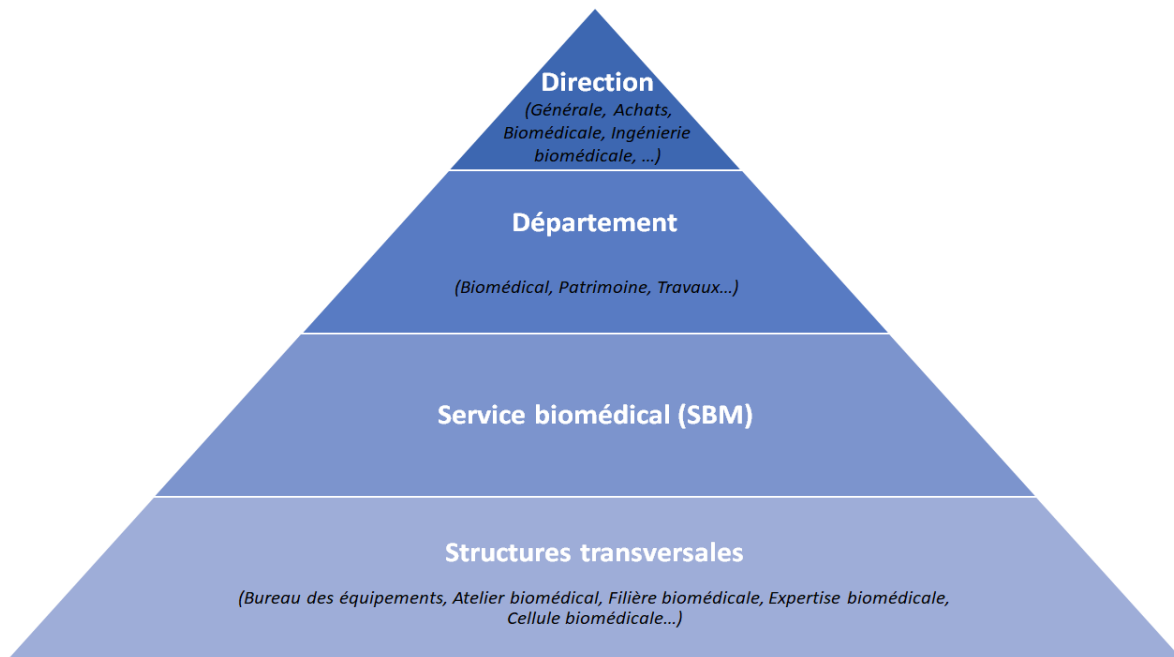 Direction
(Générale, Achats,
Biomédicale, Ingénierie
biomédicale, ...)
Département
(Biomédical, Patrimoine, Travaux...)
Service biomédical (SBM)
Structures transversales
(Bureau des équipements, Atelier biomédical, Filière biomédicale, Expertise biomédicale,
Cellule biomédicale...)